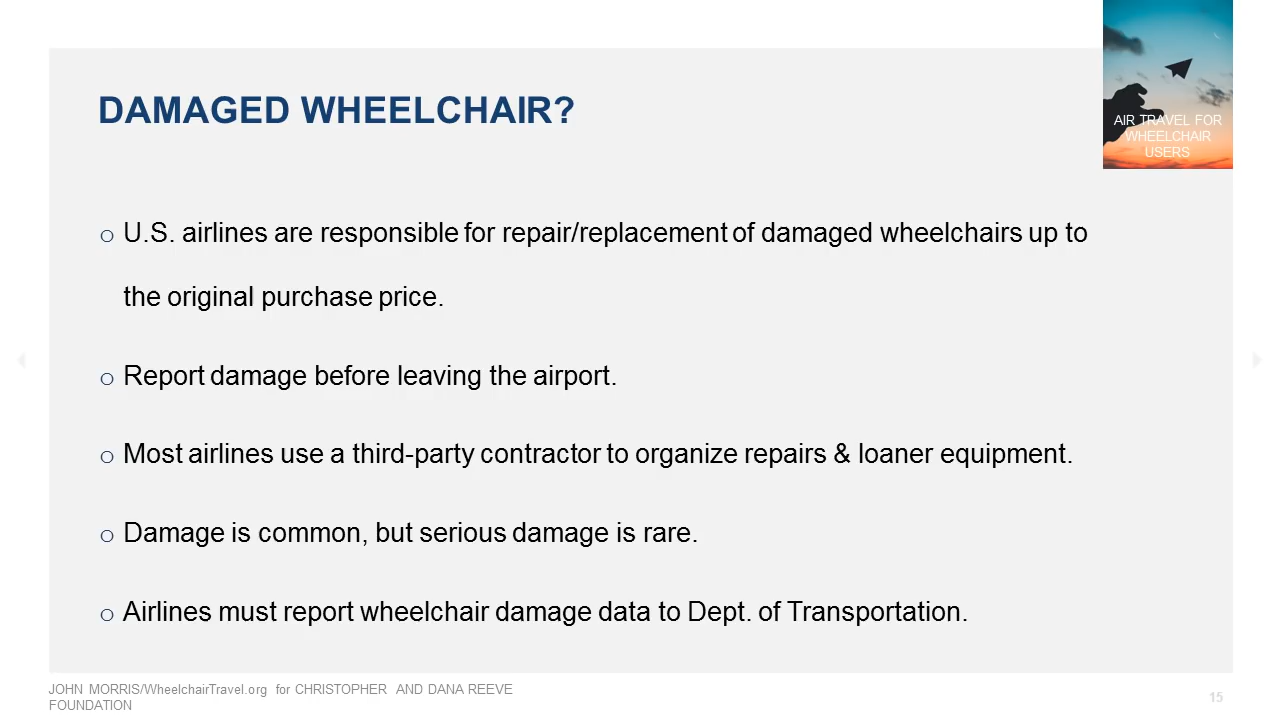 AIR TRAVEL FOR
WHEELCHAIR
USERS
DAMAGED WHEELCHAIR?
o U.S. airlines are responsible for repair/replacement of damaged wheelchairs up to
the original purchase price.
o Report damage before leaving the airport.
o Most airlines use a third-party contractor to organize repairs & loaner equipment.
o Damage is common, but serious damage is rare.
o Airlines must report wheelchair damage data to Dept. of Transportation.
JOHN MORRIS/WheelchairTravel.org for CHRISTOPHER AND DANA REEVE
FOUNDATION
15